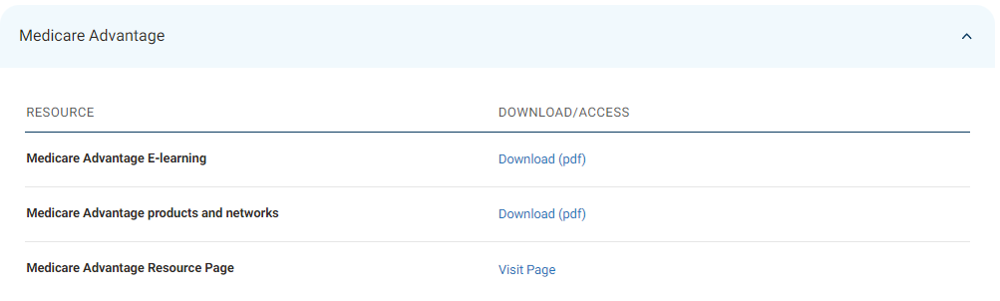 Medicare Advantage
RESOURCE DOWNLOAD/ACCESS
Medicare Advantage E-learning Download (pdf)
Medicare Advantage products and networks Download (pdf)
Medicare Advantage Resource Page Visit Page